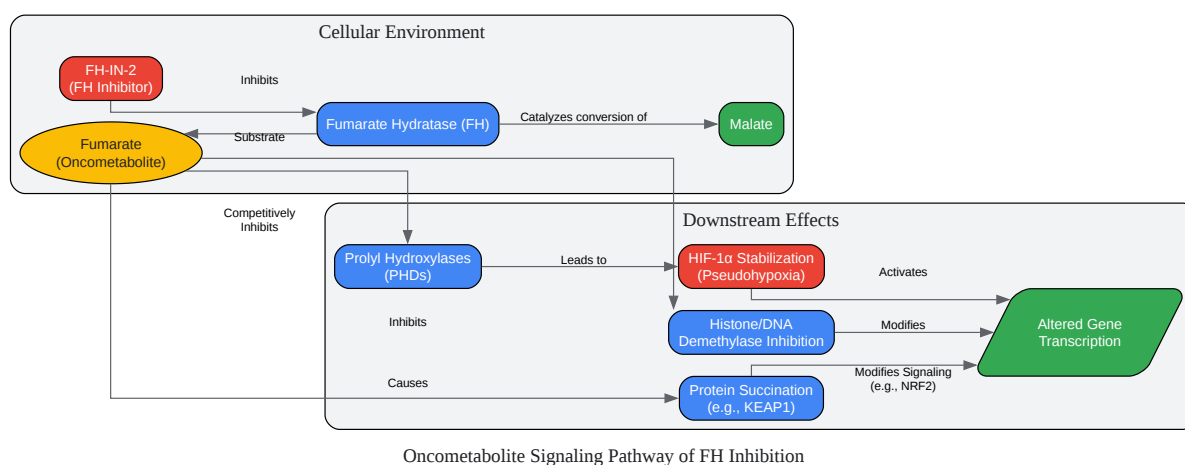 Cellular Environment
FH-IN-2
(FH Inhibitor)
Inhibits
Fumarate Hydratase (FH)
Catalyzes conversion of
Malate
Substrate
Fumarate
(Oncometabolite)
Competitively
Inhibits
Downstream Effects
Prolyl Hydroxylases
(PHDs)
Leads to
HIF-1α Stabilization
(Pseudohypoxia)
Activates
Inhibits
Histone/DNA
Demethylase Inhibition
Modifies
Altered Gene
Transcription
Causes
Protein Succination
(e.g., KEAP1)
Modifies Signaling
(e.g., NRF2)
Oncometabolite Signaling Pathway of FH Inhibition